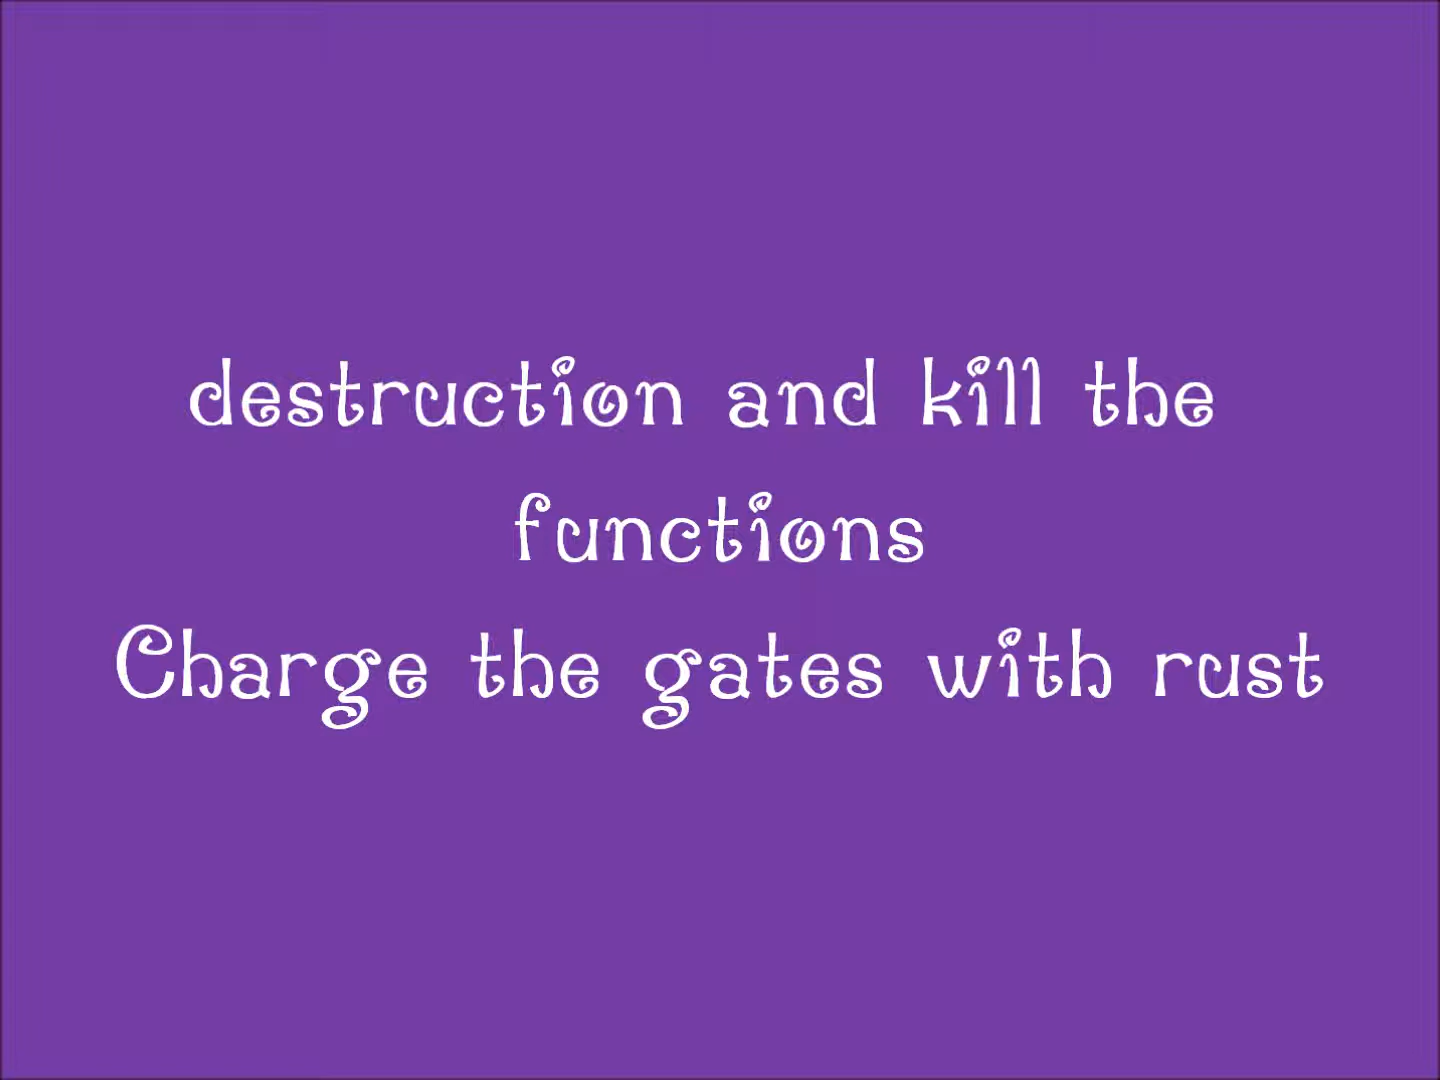 destruction and kill the
functions
Charge the gates with rust